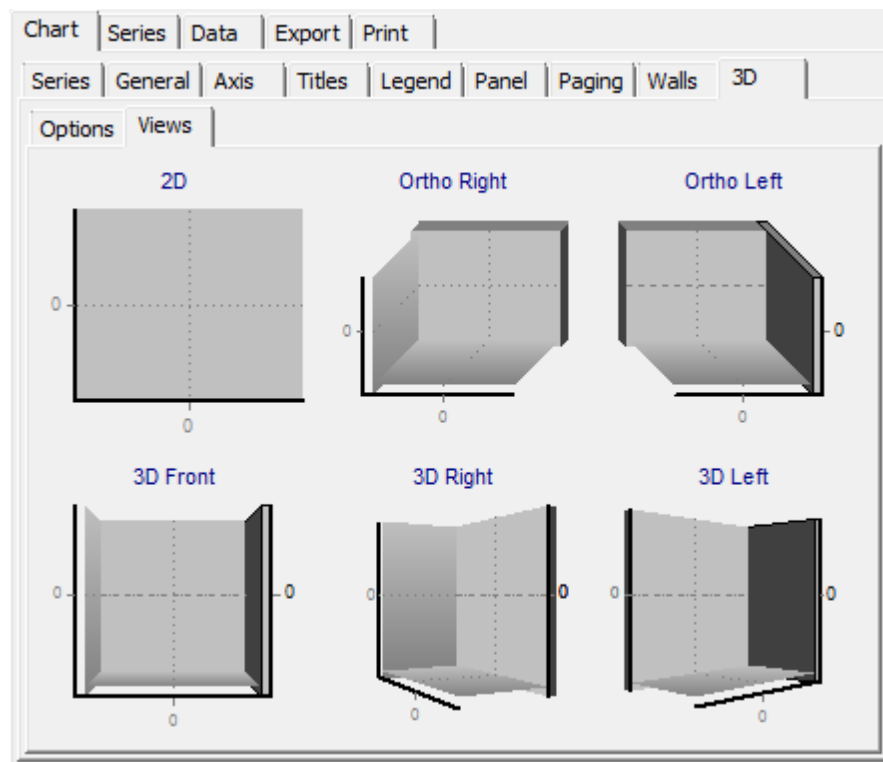 Chart Series Data Export Print
Series General Axis Titles Legend Panel Paging Walls 3D
Options Views
2D Ortho Right Ortho Left
0 0 0
0 0 0
3D Front 3D Right 3D Left
0 0 0 0 0 0
0 0 0